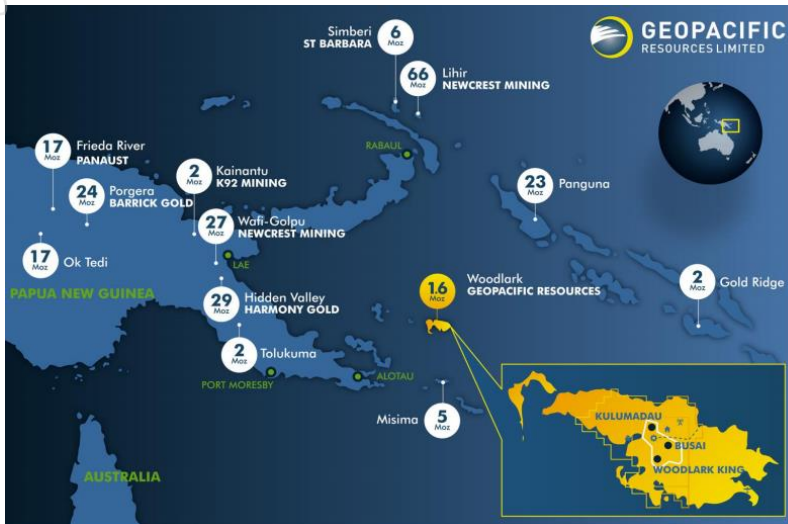 GEOPACIFIC
RESOURCES LIMITED
Simberi
ST BARBARA
6
Moz
66
Moz
Lihir
NEWCREST MINING
RABAUL
17
Moz
Frieda River
PANAUST
24
Moz
Porgera
BARRICK GOLD
2
Moz
Kainantu
K92 MINING
27
Moz
Wafi-Golpu
NEWCREST MINING
23
Moz
Panguna
17
Moz
Ok Tedi
LAE
PAPUA NEW GUINEA
29
Moz
Hidden Valley
HARMONY GOLD
1.6
Moz
Woodlark
GEOPACIFIC RESOURCES
2
Moz
Gold Ridge
2
Moz
Tolukuma
PORT MORESBY
ALOTAU
Misima
5
Moz
AUSTRALIA
KULUMADAU
BUSAI
WOODLARK KING